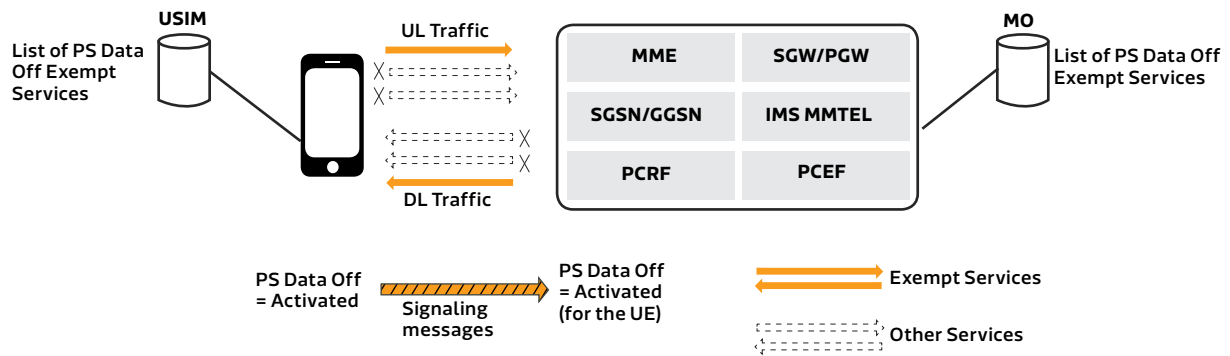 USIM
List of PS Data
Off Exempt
Services
UL Traffic
DL Traffic
MME
SGW/PGW
SGSN/GGSN
IMS MMTEL
PCRF
PCEF
MO
List of PS Data Off
Exempt Services
PS Data Off
= Activated
Signaling
messages
PS Data Off
= Activated
(for the UE)
Exempt Services
Other Services